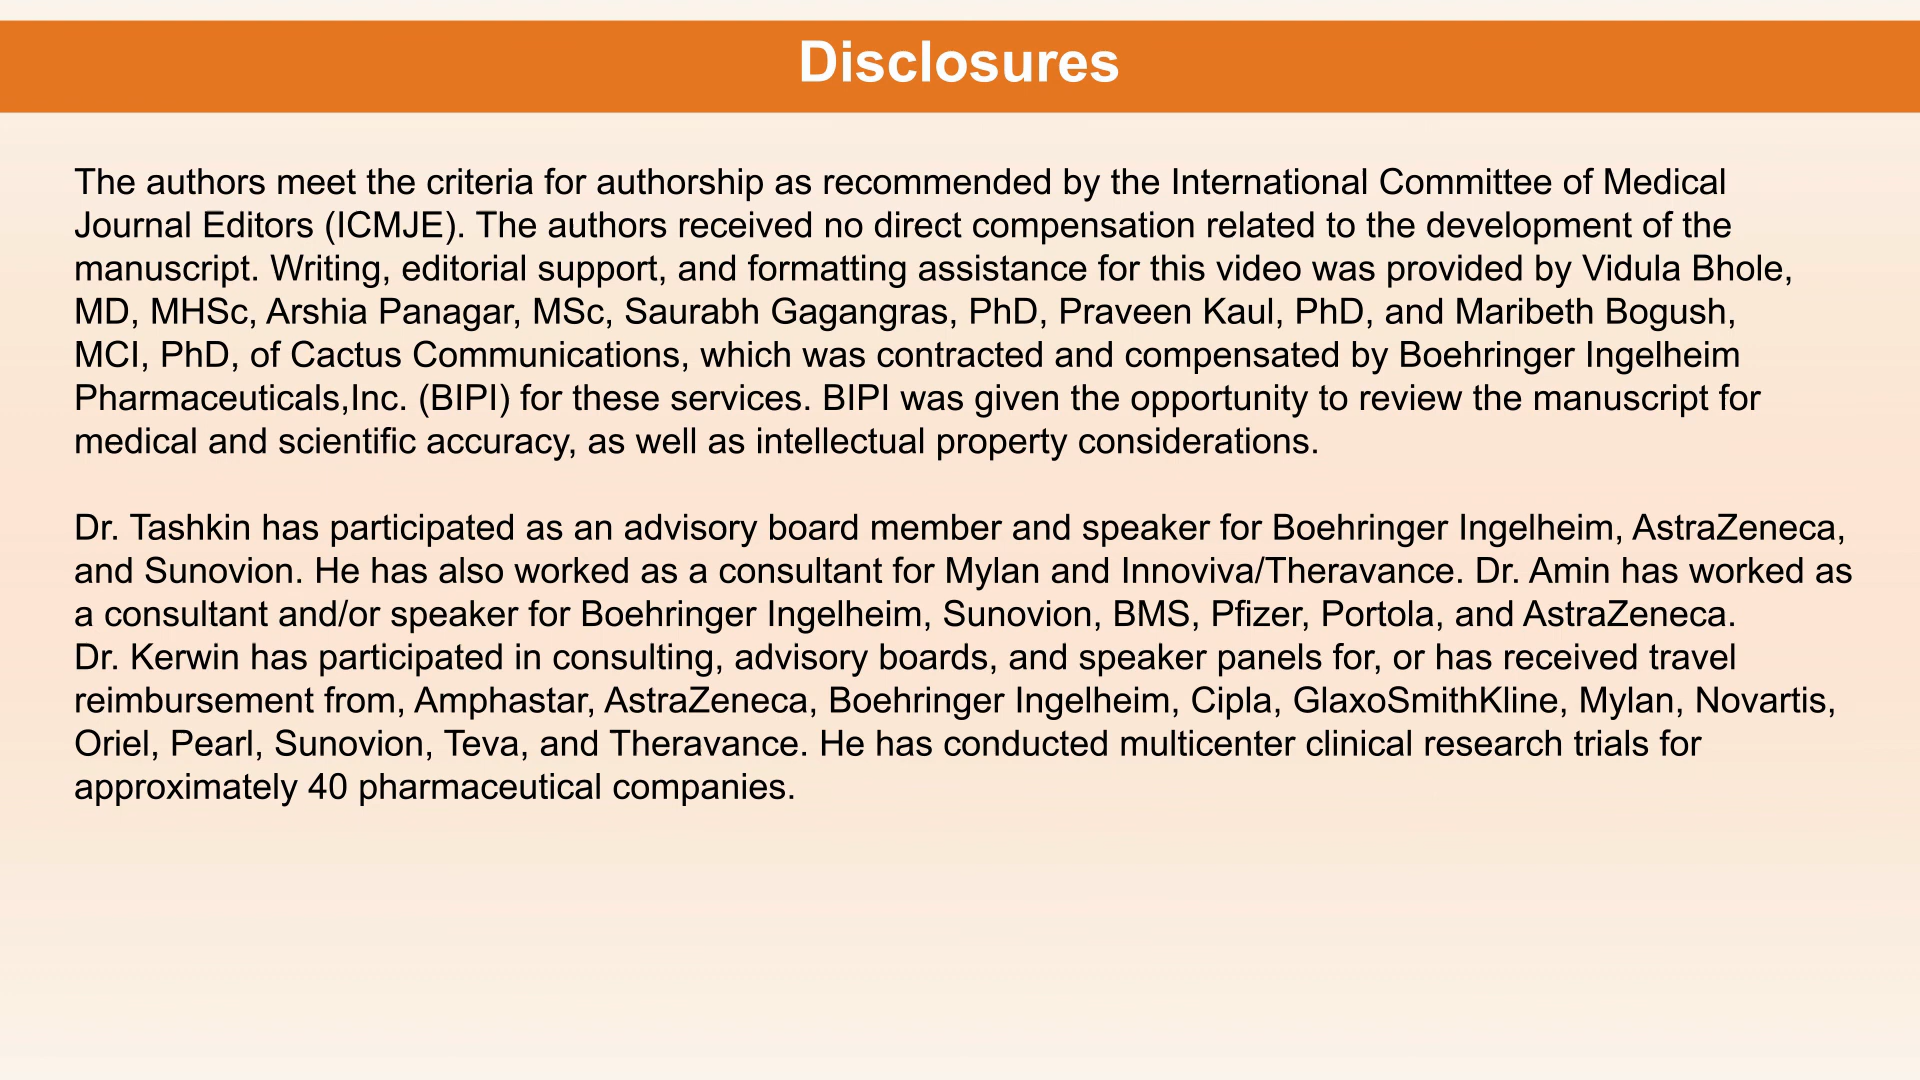 Disclosures
The authors meet the criteria for authorship as recommended by the International Committee of Medical
Journal Editors (ICMJE). The authors received no direct compensation related to the development of the
manuscript. Writing, editorial support, and formatting assistance for this video was provided by Vidula Bhole,
MD, MHSc, Arshia Panagar, MSc, Saurabh Gagangras, PhD, Praveen Kaul, PhD, and Maribeth Bogush,
MCI, PhD, of Cactus Communications, which was contracted and compensated by Boehringer Ingelheim
Pharmaceuticals,Inc. (BIPI) for these services. BIPI was given the opportunity to review the manuscript for
medical and scientific accuracy, as well as intellectual property considerations.
Dr. Tashkin has participated as an advisory board member and speaker for Boehringer Ingelheim, AstraZeneca,
and Sunovion. He has also worked as a consultant for Mylan and Innoviva/Theravance. Dr. Amin has worked as
a consultant and/or speaker for Boehringer Ingelheim, Sunovion, BMS, Pfizer, Portola, and AstraZeneca.
Dr. Kerwin has participated in consulting, advisory boards, and speaker panels for, or has received travel
reimbursement from, Amphastar, AstraZeneca, Boehringer Ingelheim, Cipla, GlaxoSmithKline, Mylan, Novartis,
Oriel, Pearl, Sunovion, Teva, and Theravance. He has conducted multicenter clinical research trials for
approximately 40 pharmaceutical companies.